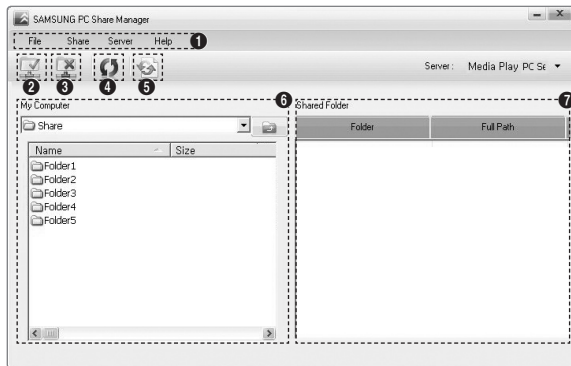 SAMSUNG PC Share Manager
File Share Server Help 1
2 3 4 5
Server : Media Play PC Se
My Computer 6
Shared Folder 7
Share
Folder Full Path
Name Size
Folder1
Folder2
Folder3
Folder4
Folder5